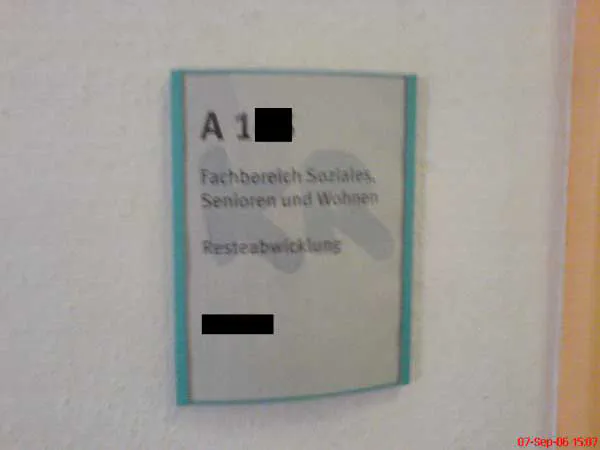 A 1
Fachbereich Soziales,
Senioren und Wohnen
Resteabwicklung
07-Sep-06 15:07